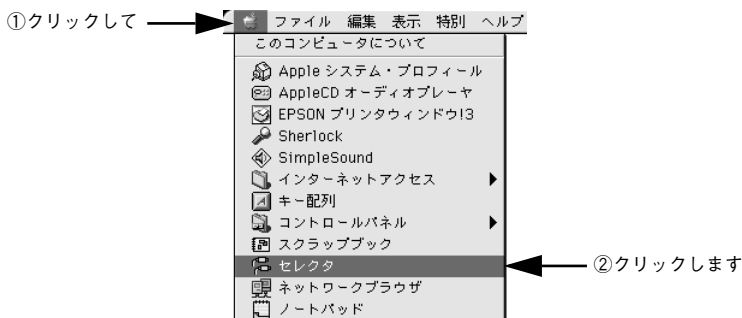 ①クリックして
ファイル 編集 表示 特別 ヘルプ
このコンピュータについて
Apple システム・プロフィール
AppleCD オーディオプレーヤ
EPSON プリンタウィンドウ!3
Sherlock
SimpleSound
インターネットアクセス
キー配列
コントロールパネル
スクラップブック
セレクタ
②クリックします
ネットワークブラウザ
ノートパッド